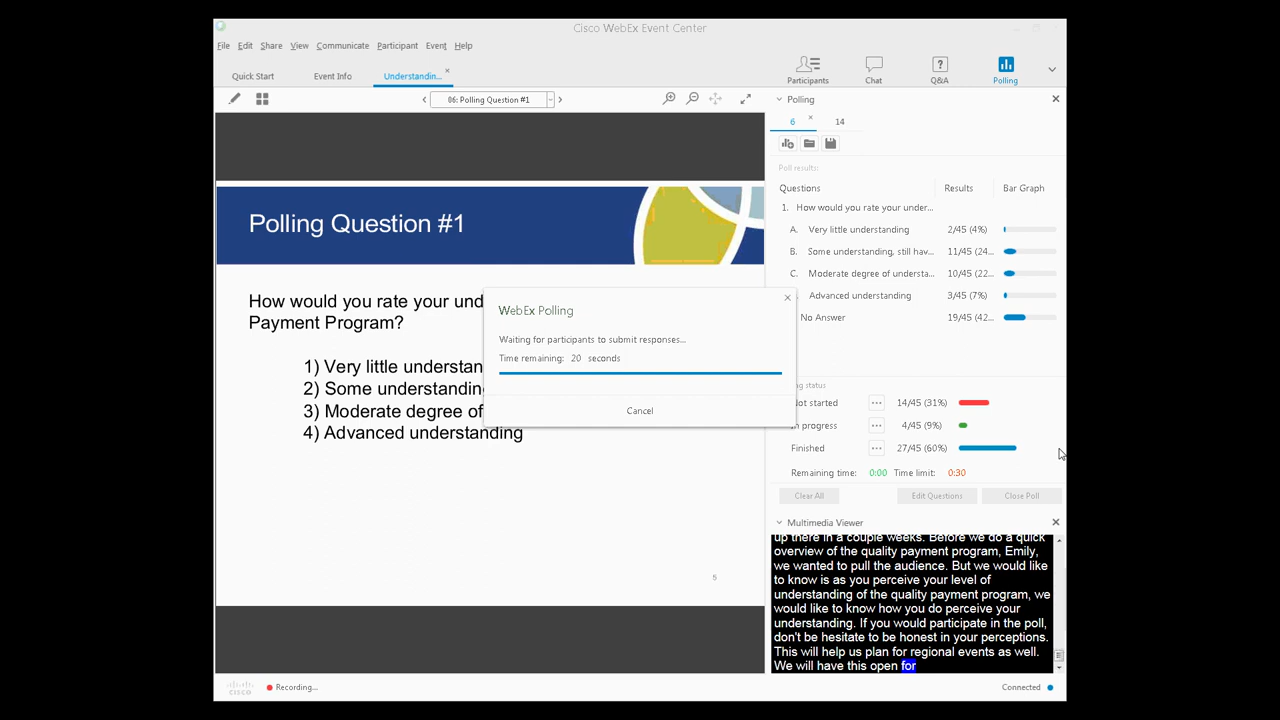 Cisco WebEx Event Center
File Edit Share View Communicate Participant Event Help
Quick Start Event Info Understandin...
Participants Chat Q&A Polling
06: Polling Question #1
Polling Question #1
How would you rate your und
Payment Program?
1) Very little understan
2) Some understandin
3) Moderate degree of
4) Advanced understanding
5
WebEx Polling
Waiting for participants to submit responses...
Time remaining: 20 seconds
Cancel
Polling
6 14
Poll results:
Questions Results Bar Graph
1. How would you rate your under...
A. Very little understanding 2/45 (4%)
B. Some understanding, still hav... 11/45 (24...
C. Moderate degree of understa... 10/45 (22...
Advanced understanding 3/45 (7%)
No Answer 19/45 (42...
g status
ot started 14/45 (31%)
n progress 4/45 (9%)
Finished 27/45 (60%)
Remaining time: 0:00 Time limit: 0:30
Clear All Edit Questions Close Poll
Multimedia Viewer
up there in a couple weeks. Before we do a quick
overview of the quality payment program, Emily,
we wanted to pull the audience. But we would like
to know is as you perceive your level of
understanding of the quality payment program, we
would like to know how you do perceive your
understanding. If you would participate in the poll,
don't be hesitate to be honest in your perceptions.
This will help us plan for regional events as well.
We will have this open for
cisco Recording... Connected